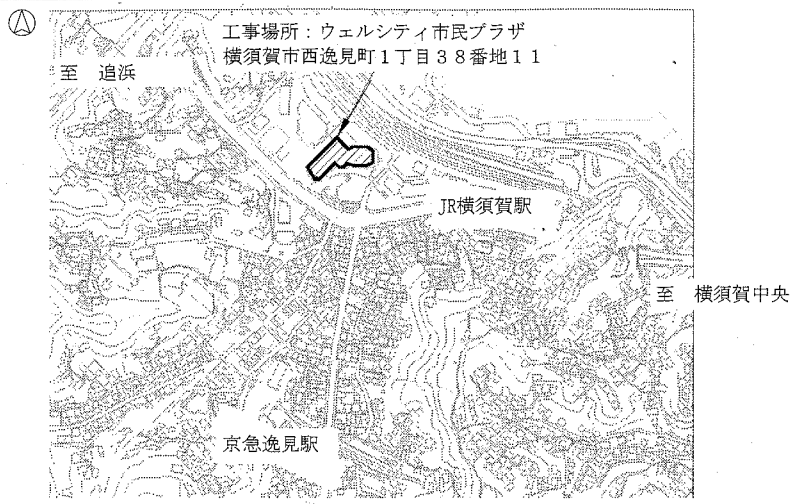 工事場所：ウェルシティ市民プラザ
横須賀市西逸見町１丁目３８番地１１
至　追浜
JR横須賀駅
至　横須賀中央
京急逸見駅